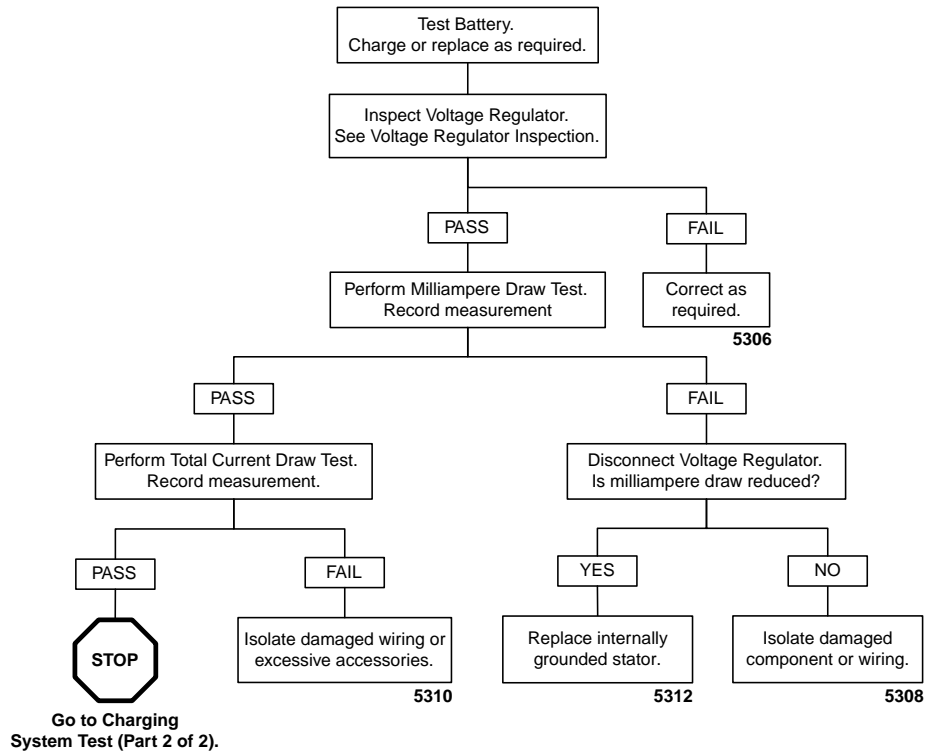 Test Battery.
Charge or replace as required.
Inspect Voltage Regulator.
See Voltage Regulator Inspection.
PASS
FAIL
Perform Milliampere Draw Test.
Record measurement
Correct as
required.
5306
PASS
FAIL
Perform Total Current Draw Test.
Record measurement.
Disconnect Voltage Regulator.
Is milliampere draw reduced?
PASS
FAIL
YES
NO
STOP
Isolate damaged wiring or
excessive accessories.
Replace internally
grounded stator.
Isolate damaged
component or wiring.
5310
5312
5308
Go to Charging
System Test (Part 2 of 2).